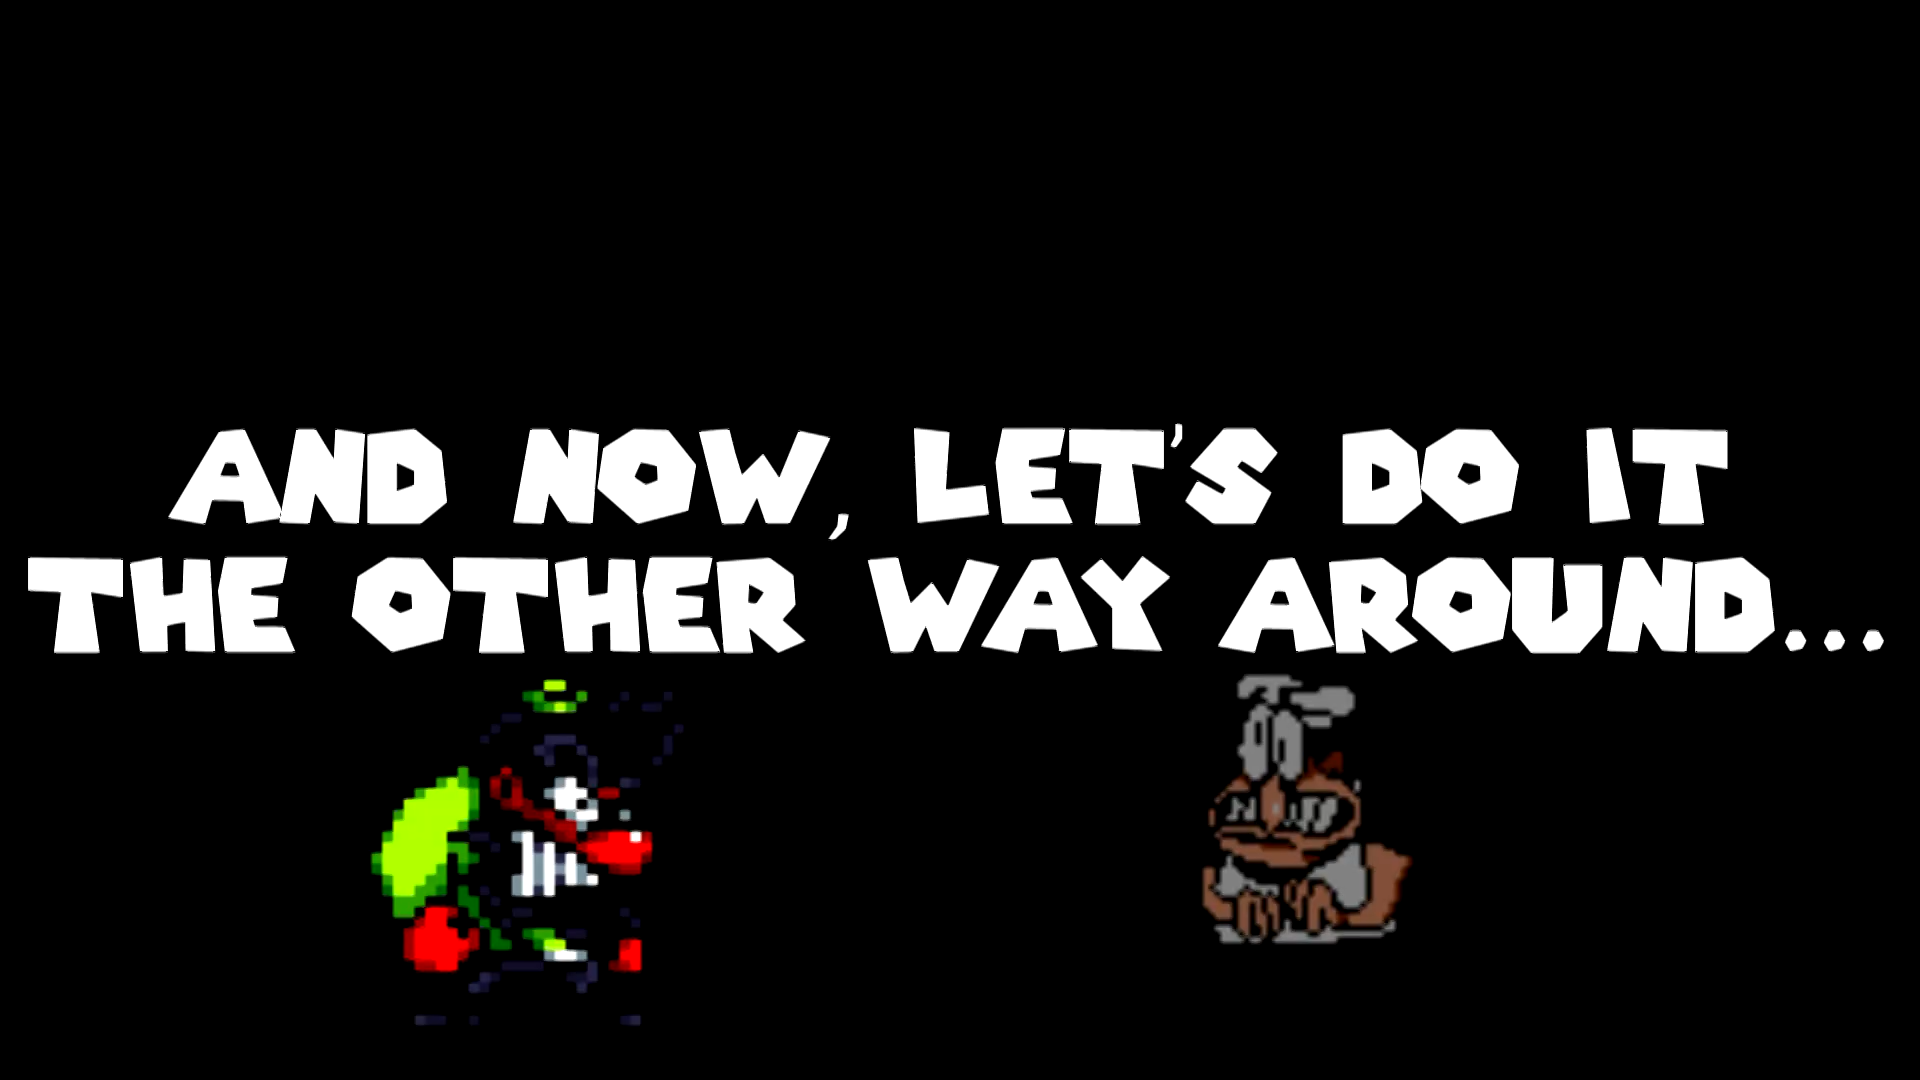 AND NOW, LET'S DO IT
THE OTHER WAY AROUND...